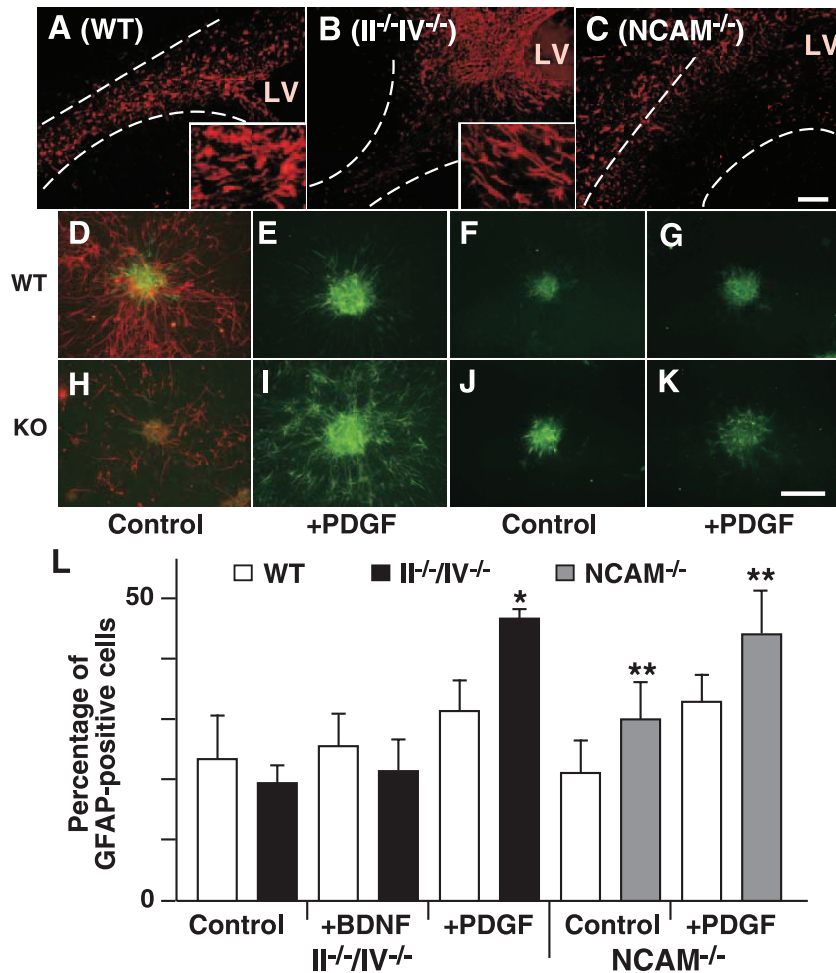 A (WT) B (II-/-IV-/-) C (NCAM-/-)
LV LV LV
D E F G
WT
H I J K
KO
Control +PDGF Control +PDGF
L WT II-/-/IV-/- NCAM-/-
50
* ** **
Percentage of
GFAP-positive cells
0
Control +BDNF +PDGF Control +PDGF
II-/-/IV-/- NCAM-/-